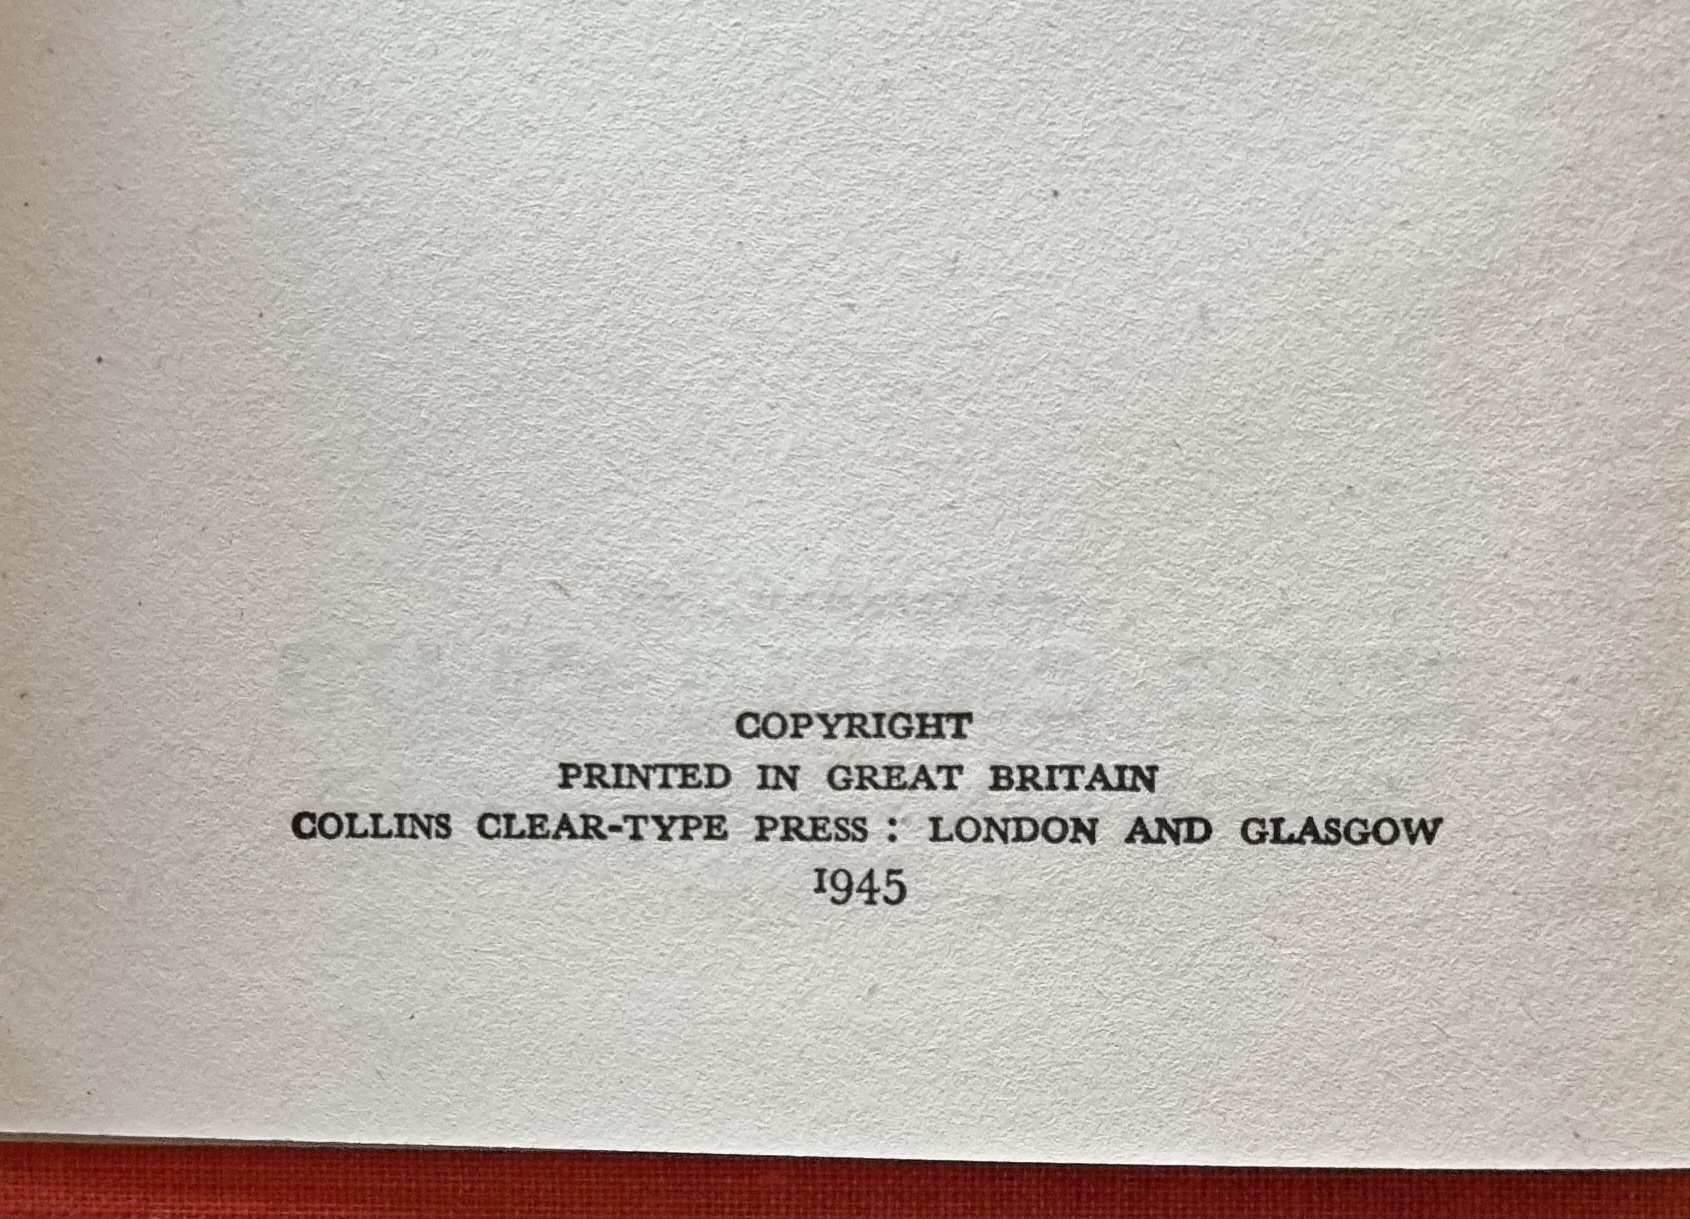 COPYRIGHT
PRINTED IN GREAT BRITAIN
COLLINS CLEAR-TYPE PRESS : LONDON AND GLASGOW
1945